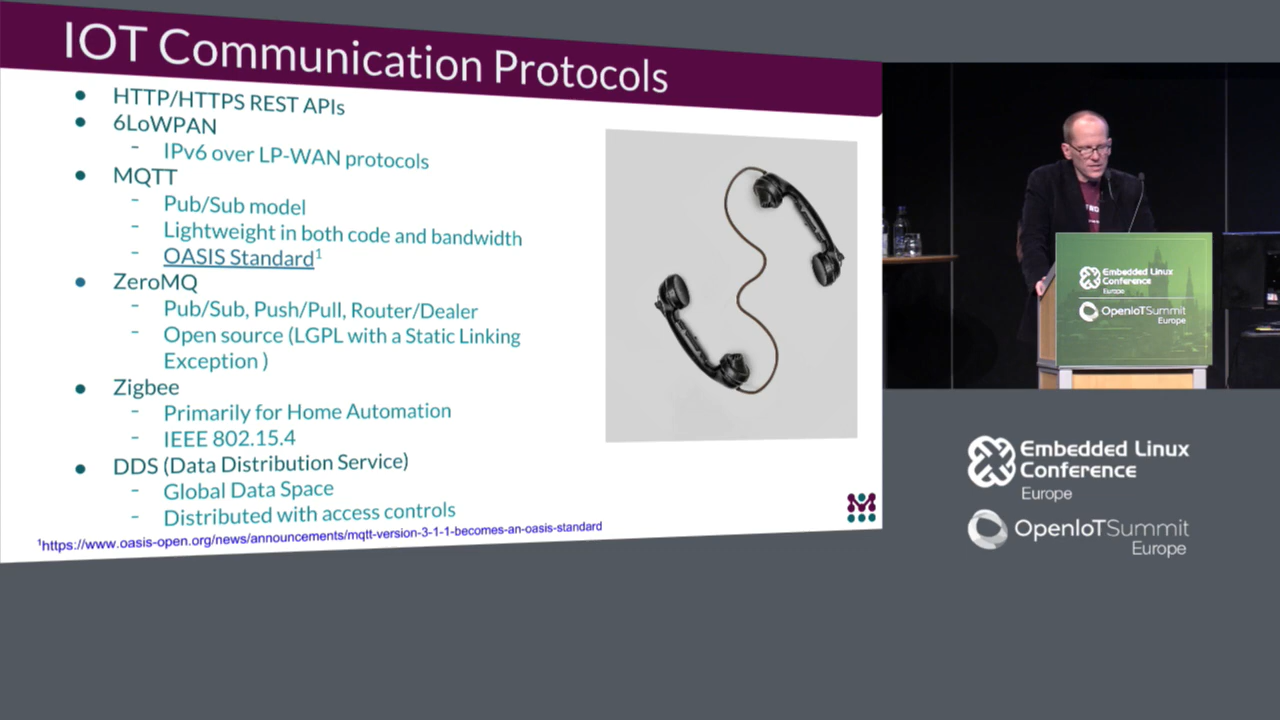 IOT Communication Protocols
● HTTP/HTTPS REST APIs
● 6LoWPAN
- IPv6 over LP-WAN protocols
● MQTT
- Pub/Sub model
- Lightweight in both code and bandwidth
- OASIS Standard¹
● ZeroMQ
- Pub/Sub, Push/Pull, Router/Dealer
- Open source (LGPL with a Static Linking
Exception )
● Zigbee
- Primarily for Home Automation
- IEEE 802.15.4
● DDS (Data Distribution Service)
- Global Data Space
- Distributed with access controls
¹https://www.oasis-open.org/news/announcements/mqtt-version-3-1-1-becomes-an-oasis-standard
Embedded Linux
Conference
Europe
OpenIoTSummit
Europe
Embedded Linux
Conference
Europe
OpenIoTSummit
Europe